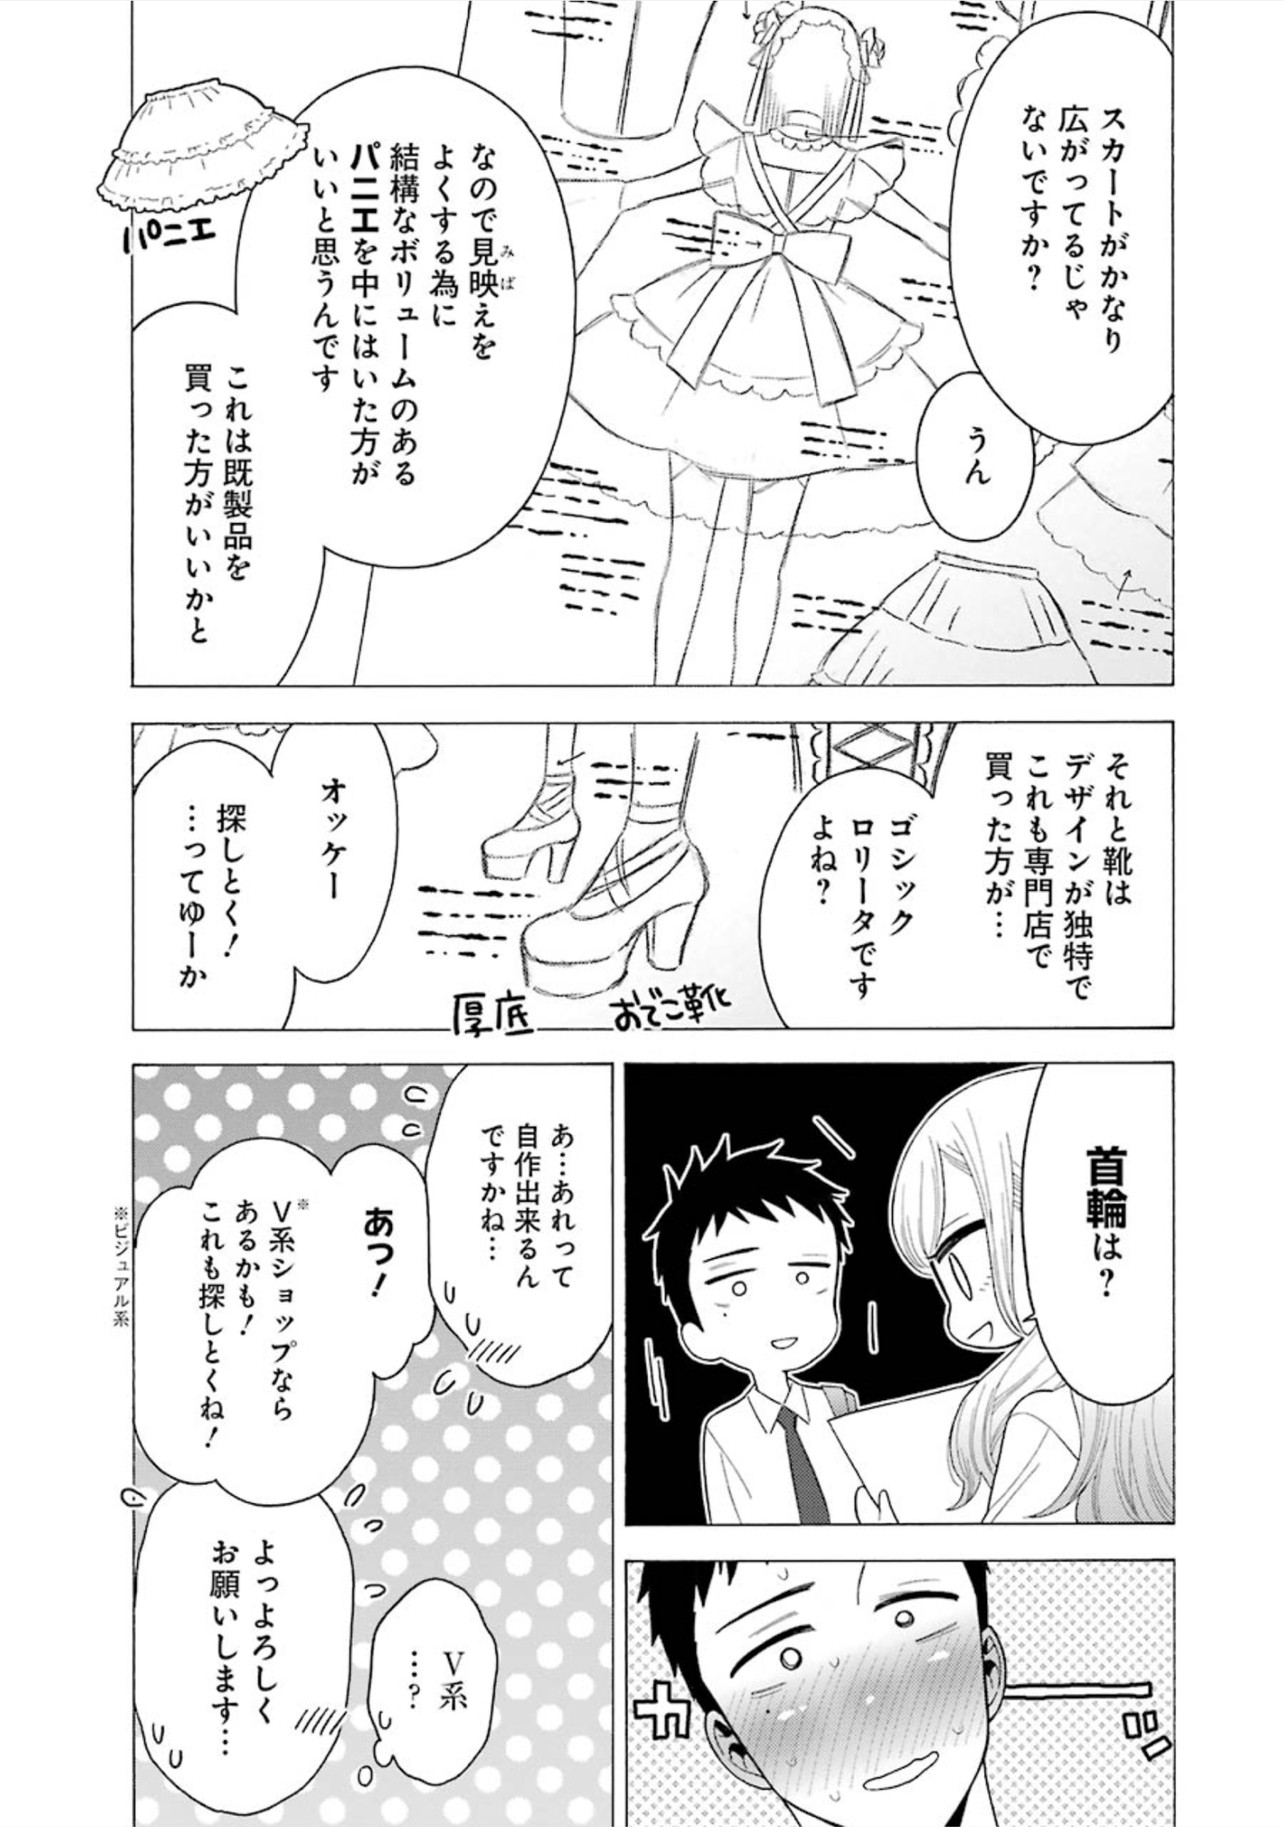 スカートがかなり
広がってるじゃ
ないですか？
うん
なので見映えを
みば
よくする為に
結構なボリュームのある
パニエを中にはいた方が
いいと思うんです
パニエ
これは既製品を
買った方がいいかと
それと靴は
デザインが独特で
これも専門店で
買った方が…
ゴシック
ロリータです
よね？
厚底
おでこ靴
オッケー
探しとく！
…ってゆーか
首輪は？
ギクッ
あ…あれって
自作出来るん
ですかね…
あっ！
※
V系ショップなら
あるかも！
これも探しとくね！
※ビジュアル系
V系
…？
よっよろしく
お願いします…